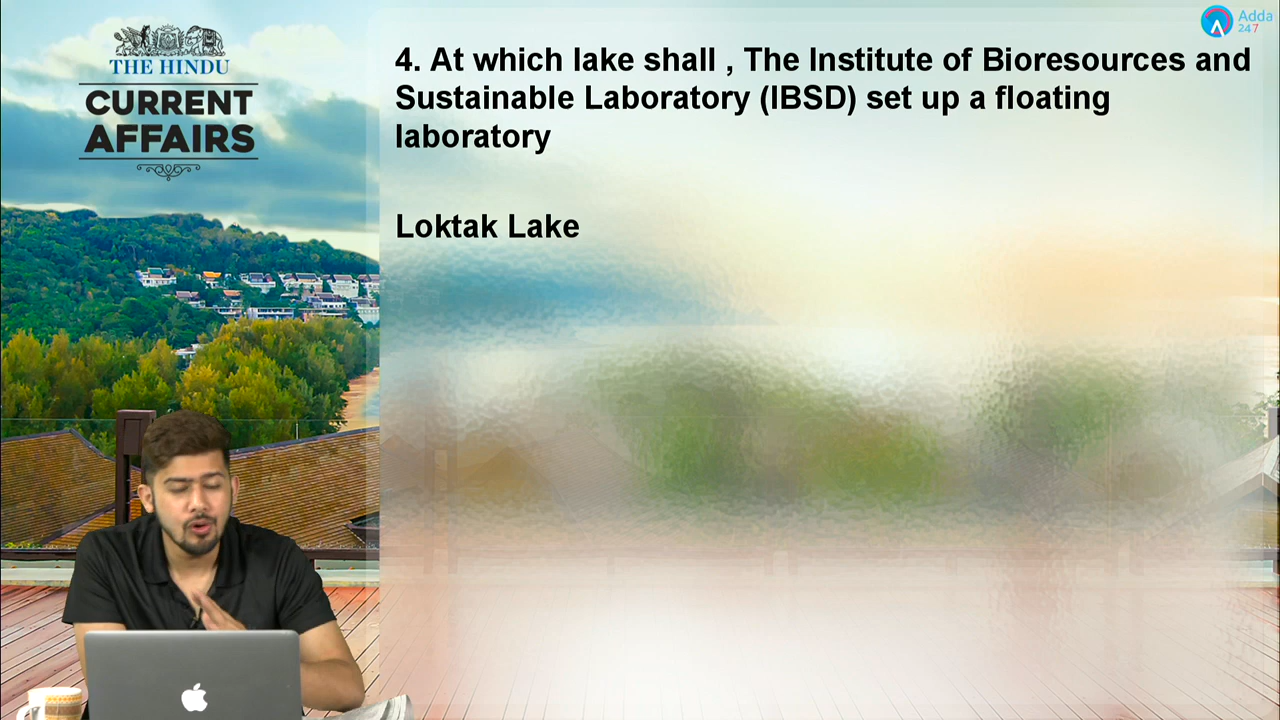 THE HINDU
CURRENT
AFFAIRS
Adda
247
4. At which lake shall , The Institute of Bioresources and
Sustainable Laboratory (IBSD) set up a floating
laboratory
Loktak Lake